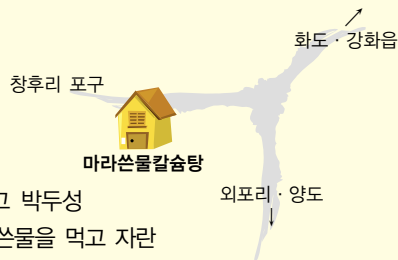 화도 · 강화읍
창후리 포구
마라쓴물칼슘탕
외포리 · 양도
박두성
쓴물을 먹고 자란